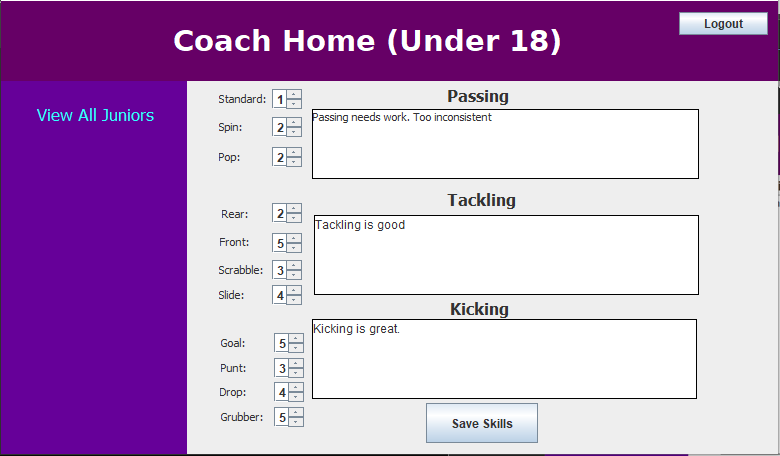 Coach Home (Under 18)
Logout
View All Juniors
Passing
Standard: 1
Spin: 2
Pop: 2
Passing needs work. Too inconsistent
Tackling
Rear: 2
Front: 5
Scrabble: 3
Slide: 4
Tackling is good
Kicking
Goal: 5
Punt: 3
Drop: 4
Grubber: 5
Kicking is great.
Save Skills